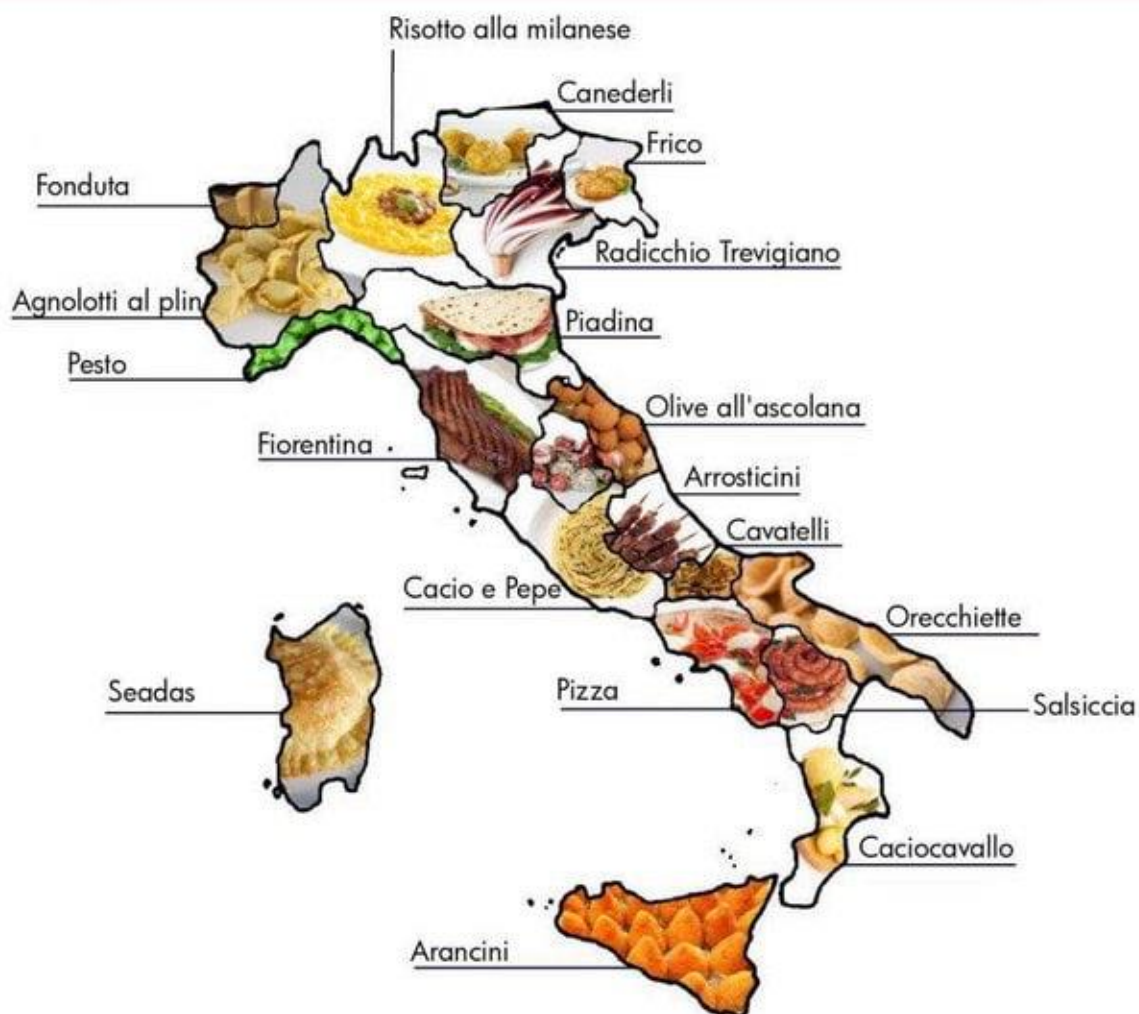 Risotto alla milanese
Canederli
Frico
Fonduta
Radicchio Trevigiano
Agnolotti al plin
Piadina
Pesto
Olive all'ascolana
Fiorentina
Arrosticini
Cavatelli
Cacio e Pepe
Orecchiette
Seadas
Pizza
Salsiccia
Caciocavallo
Arancini